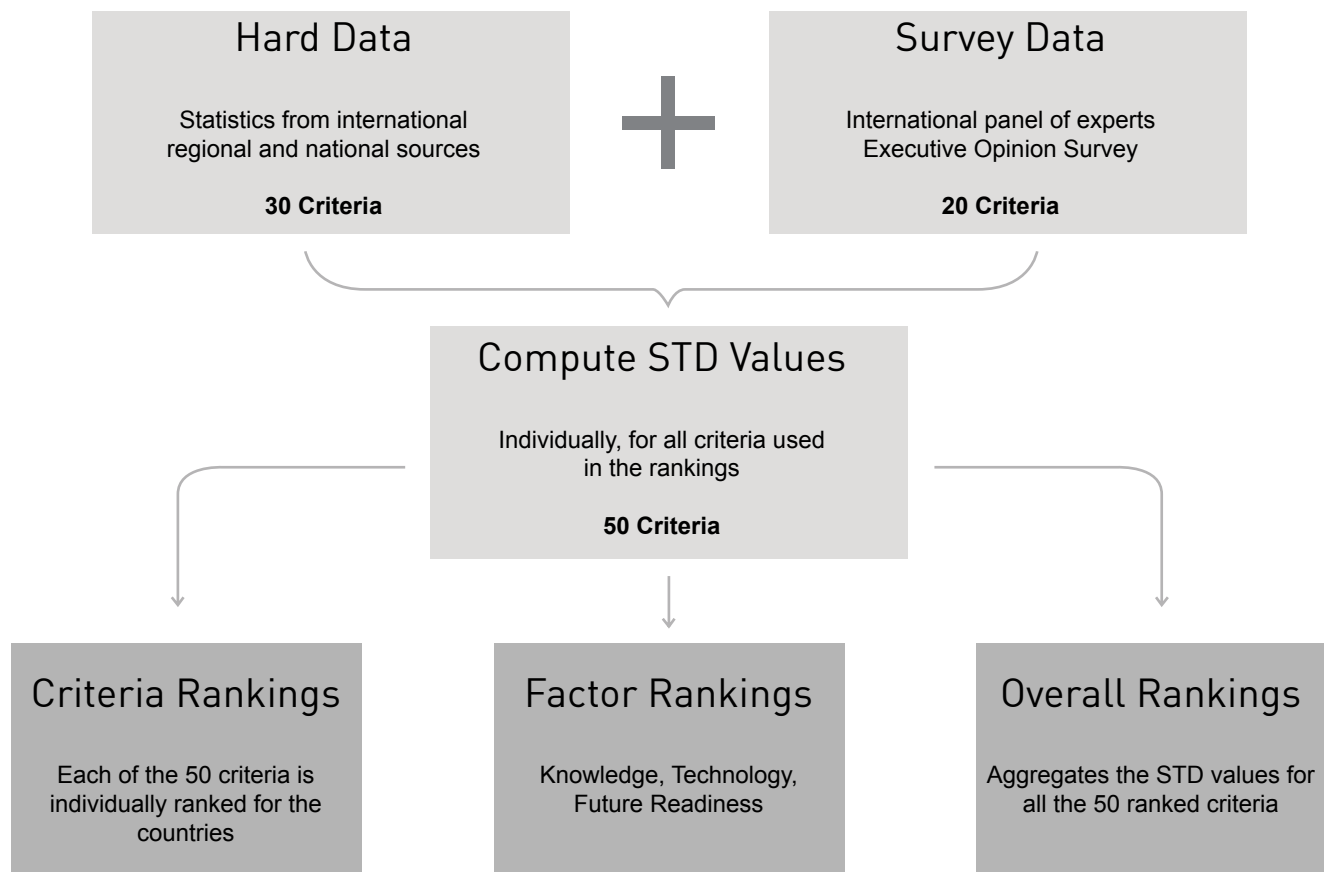 Hard Data
Statistics from international
regional and national sources
30 Criteria
Survey Data
International panel of experts
Executive Opinion Survey
20 Criteria
Compute STD Values
Individually, for all criteria used
in the rankings
50 Criteria
Criteria Rankings
Each of the 50 criteria is
individually ranked for the
countries
Factor Rankings
Knowledge, Technology,
Future Readiness
Overall Rankings
Aggregates the STD values for
all the 50 ranked criteria